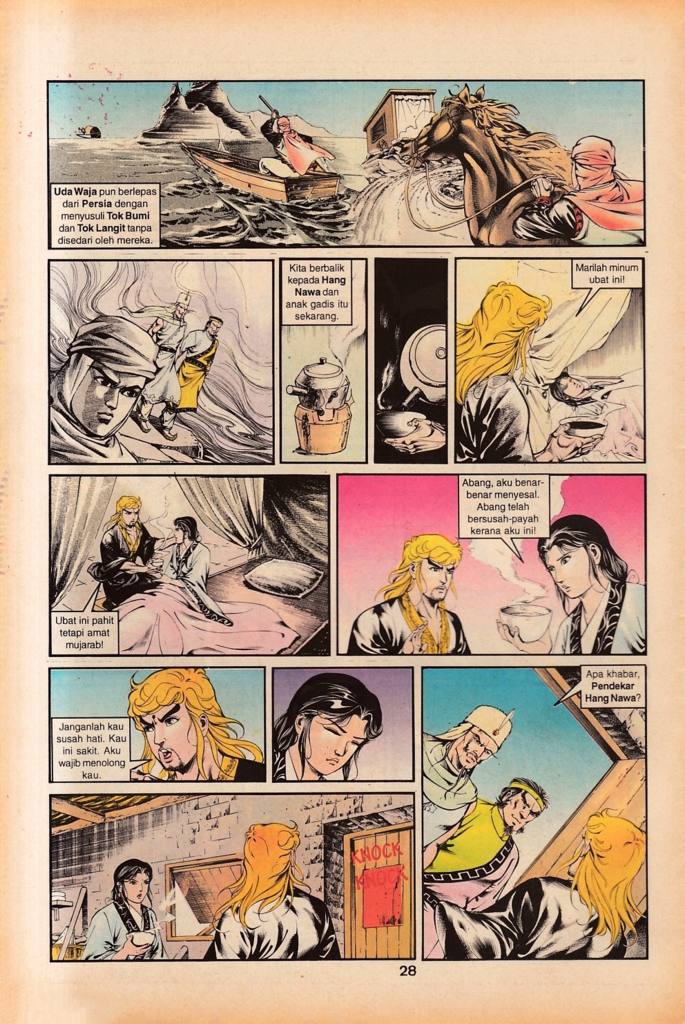 Uda Waja pun berlepas
dari Persia dengan
menyusuli Tok Bumi
dan Tok Langit tanpa
disedari oleh mereka.
Kita berbalik
kepada Hang
Nawa dan
anak gadis itu
sekarang.
Marilah minum
ubat ini!
Ubat ini pahit
tetapi amat
mujarab!
Abang, aku benar-
benar menyesal.
Abang telah
bersusah-payah
kerana aku ini!
Janganlah kau
susah hati. Kau
ini sakit. Aku
wajib menolong
kau.
KNOCK
KNOCK
Apa khabar,
Pendekar
Hang Nawa?
28